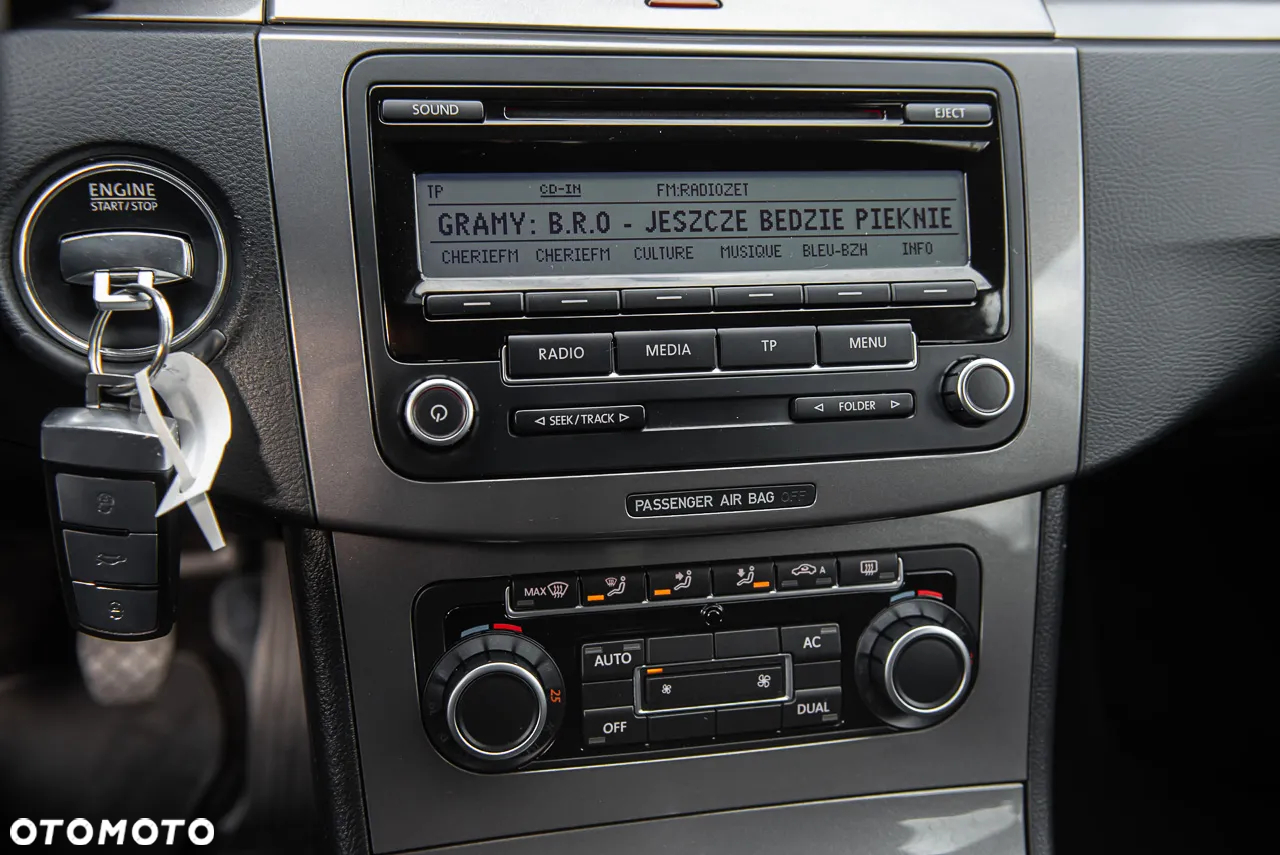 SOUND
EJECT
ENGINE
START/STOP
TP CD-IN FM:RADIOZET
GRAMY: B.R.O - JESZCZE BEDZIE PIEKNIE
CHERIEFM CHERIEFM CULTURE MUSIQUE BLEU-BZH INFO
RADIO MEDIA TP MENU
SEEK/TRACK FOLDER
PASSENGER AIR BAG OFF
MAX A
AUTO AC
25
OFF DUAL
OTOMOTO